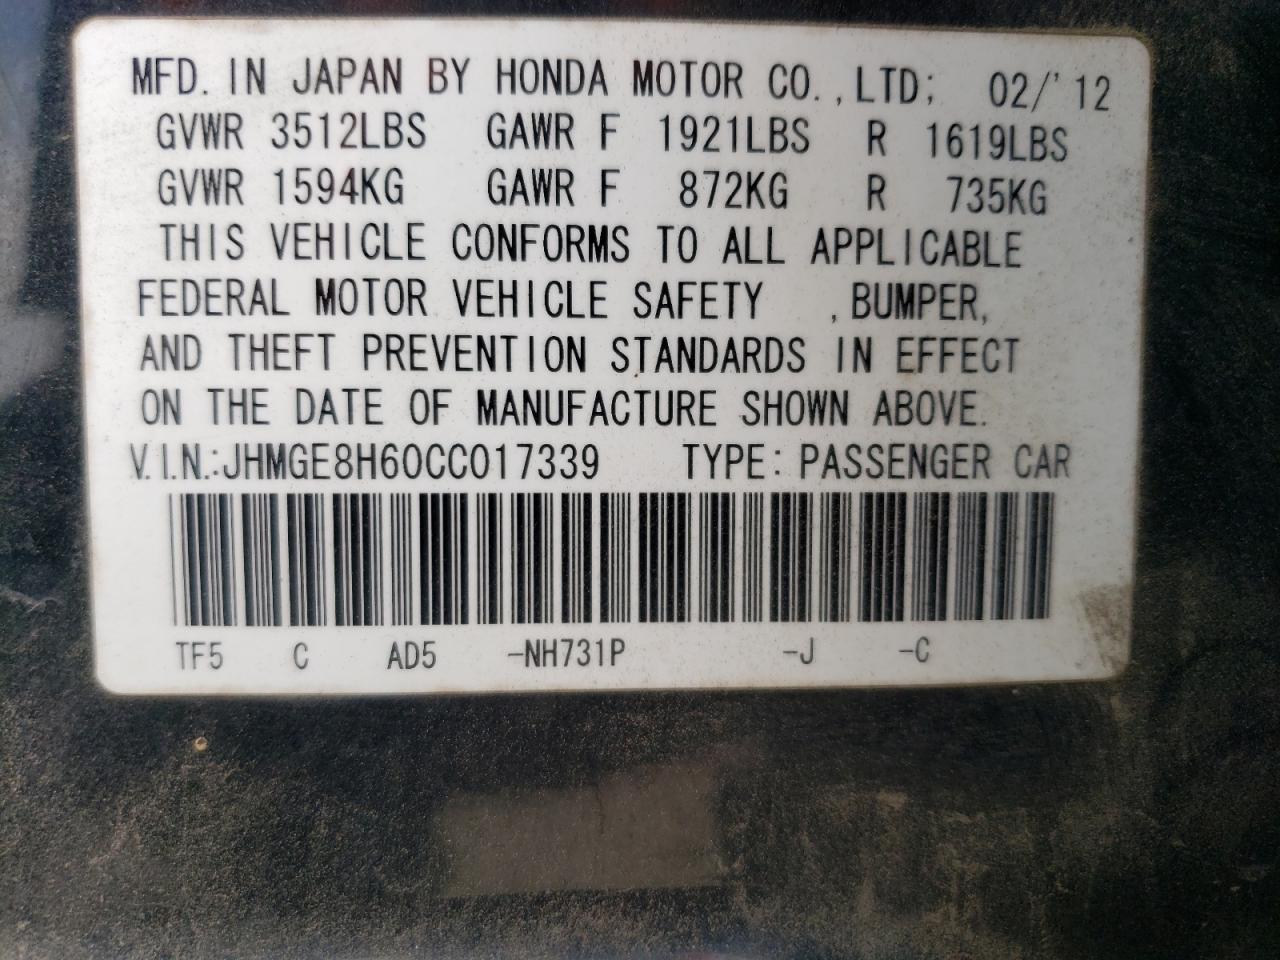 MFD. IN JAPAN BY HONDA MOTOR CO.,LTD; 02/'12
GVWR 3512LBS GAWR F 1921LBS R 1619LBS
GVWR 1594KG GAWR F 872KG R 735KG
THIS VEHICLE CONFORMS TO ALL APPLICABLE
FEDERAL MOTOR VEHICLE SAFETY ,BUMPER,
AND THEFT PREVENTION STANDARDS IN EFFECT
ON THE DATE OF MANUFACTURE SHOWN ABOVE.
V.I.N.:JHMGE8H60CC017339 TYPE:PASSENGER CAR
TF5 C AD5 -NH731P -J -C